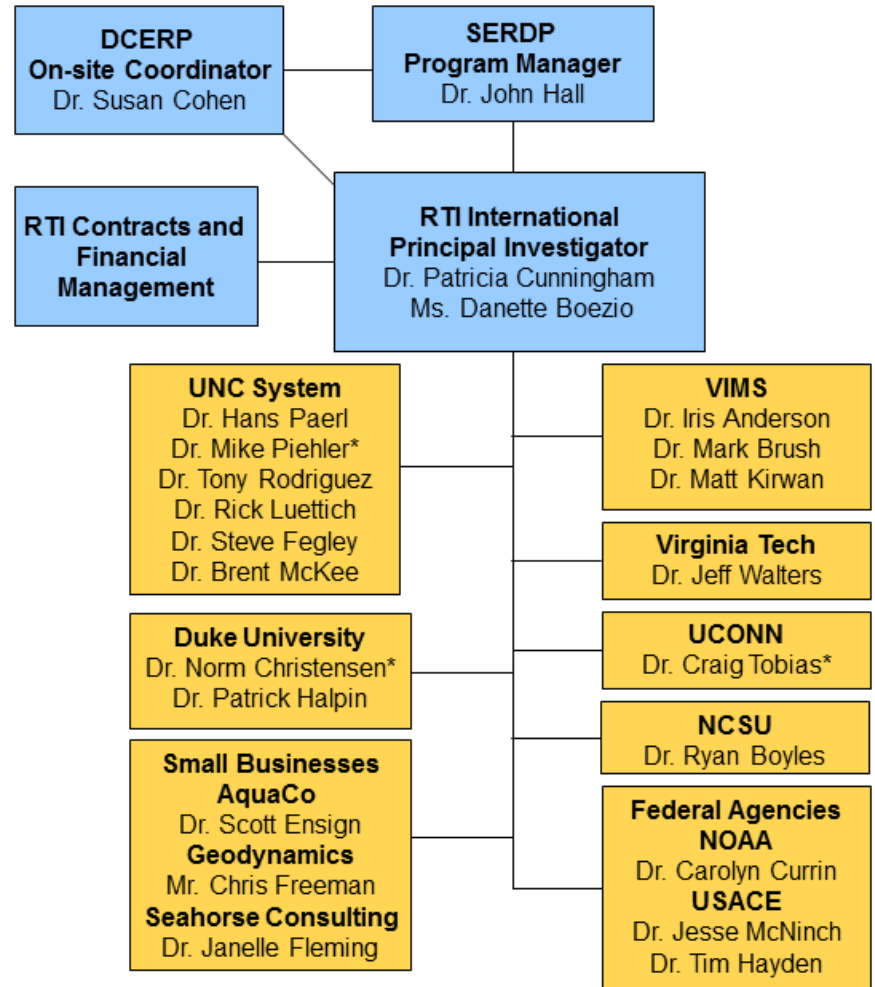 DCERP
On-site Coordinator
Dr. Susan Cohen
SERDP
Program Manager
Dr. John Hall
RTI Contracts and
Financial
Management
RTI International
Principal Investigator
Dr. Patricia Cunningham
Ms. Danette Boezio
UNC System
Dr. Hans Paerl
Dr. Mike Piehler*
Dr. Tony Rodriguez
Dr. Rick Luettich
Dr. Steve Fegley
Dr. Brent McKee
Duke University
Dr. Norm Christensen*
Dr. Patrick Halpin
Small Businesses
AquaCo
Dr. Scott Ensign
Geodynamics
Mr. Chris Freeman
Seahorse Consulting
Dr. Janelle Fleming
VIMS
Dr. Iris Anderson
Dr. Mark Brush
Dr. Matt Kirwan
Virginia Tech
Dr. Jeff Walters
UCONN
Dr. Craig Tobias*
NCSU
Dr. Ryan Boyles
Federal Agencies
NOAA
Dr. Carolyn Currin
USACE
Dr. Jesse McNinch
Dr. Tim Hayden